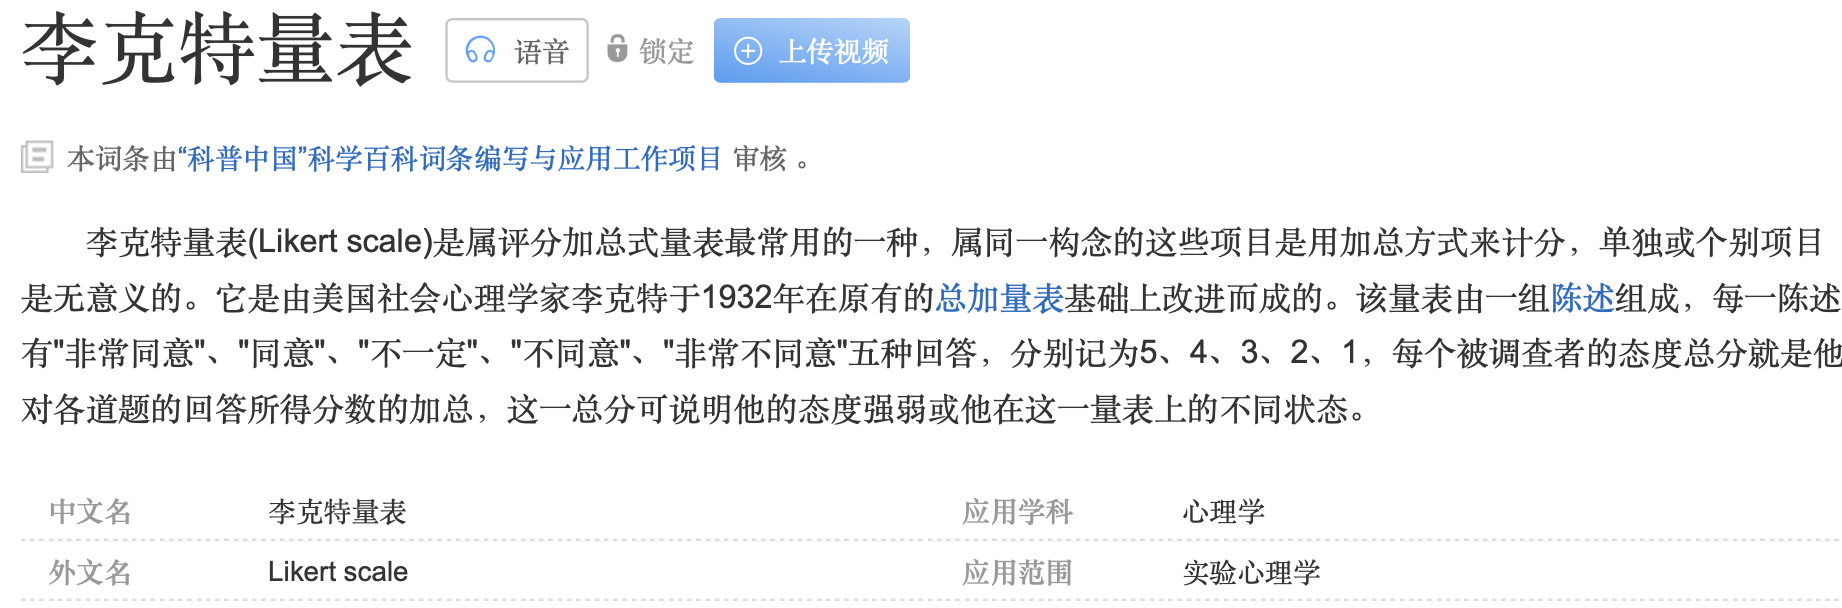 李克特量表 语音 锁定 上传视频
本词条由“科普中国”科学百科词条编写与应用工作项目 审核 。
李克特量表(Likert scale)是属评分加总式量表最常用的一种，属同一构念的这些项目是用加总方式来计分，单独或个别项目
是无意义的。它是由美国社会心理学家李克特于1932年在原有的总加量表基础上改进而成的。该量表由一组陈述组成，每一陈述
有"非常同意"、"同意"、"不一定"、"不同意"、"非常不同意"五种回答，分别记为5、4、3、2、1，每个被调查者的态度总分就是他
对各道题的回答所得分数的加总，这一总分可说明他的态度强弱或他在这一量表上的不同状态。
中文名 李克特量表 应用学科 心理学
外文名 Likert scale 应用范围 实验心理学